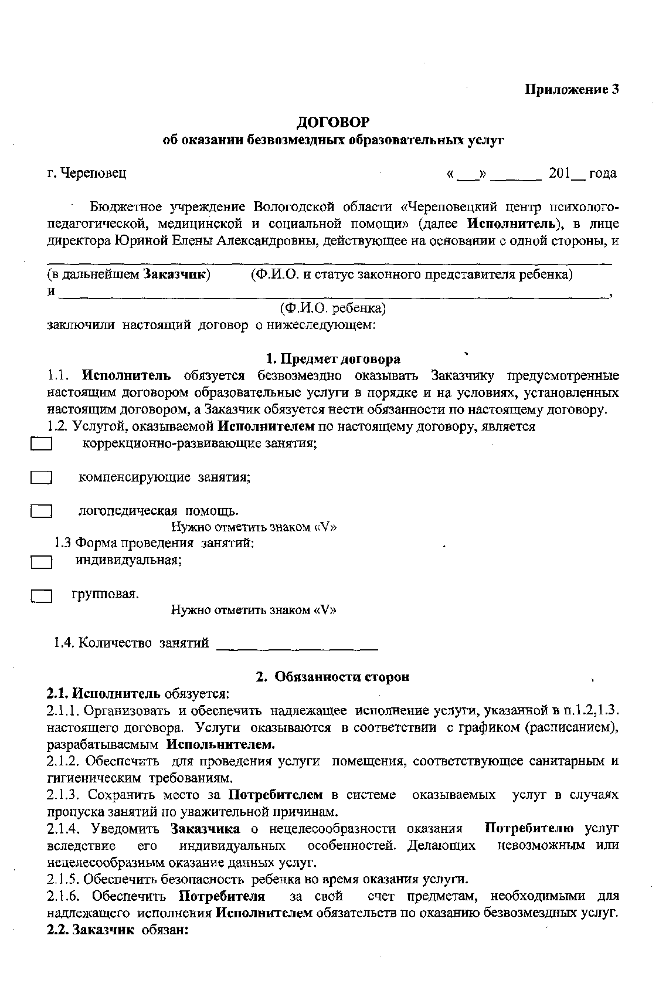 Приложение 3
ДОГОВОР
об оказании безвозмездных образовательных услуг
г. Череповец « ___» _______ 201__ года
Бюджетное учреждение Вологодской области «Череповецкий центр психолого-
педагогической, медицинской и социальной помощи» (далее Исполнитель), в лице
директора Юриной Елены Александровны, действующее на основании с одной стороны, и
(в дальнейшем Заказчик) (Ф.И.О. и статус законного представителя ребенка)
и ____________________________________________,
(Ф.И.О. ребенка)
заключили настоящий договор о нижеследующем:
1. Предмет договора
1.1. Исполнитель обязуется безвозмездно оказывать Заказчику предусмотренные
настоящим договором образовательные услуги в порядке и на условиях, установленных
настоящим договором, а Заказчик обязуется нести обязанности по настоящему договору.
1.2. Услугой, оказываемой Исполнителем по настоящему договору, является
коррекционно-развивающие занятия;
компенсирующие занятия;
логопедическая помощь.
Нужно отметить знаком «V»
1.3 Форма проведения занятий:
индивидуальная;
групповая.
Нужно отметить знаком «V»
1.4. Количество занятий ______________________
2. Обязанности сторон
2.1. Исполнитель обязуется:
2.1.1. Организовать и обеспечить надлежащее исполнение услуги, указанной в п.1.2,1.3.
настоящего договора. Услуги оказываются в соответствии с графиком (расписанием),
разрабатываемым Испольнителем.
2.1.2. Обеспечить для проведения услуги помещения, соответствующее санитарным и
гигиеническим требованиям.
2.1.3. Сохранить место за Потребителем в системе оказываемых услуг в случаях
пропуска занятий по уважительной причинам.
2.1.4. Уведомить Заказчика о нецелесообразности оказания Потребителю услуг
вследствие его индивидуальных особенностей. Делающих невозможным или
нецелесообразным оказание данных услуг.
2.1.5. Обеспечить безопасность ребенка во время оказания услуги.
2.1.6. Обеспечить Потребителя за свой счет предметам, необходимыми для
надлежащего исполнения Исполнителем обязательств по оказанию безвозмездных услуг.
2.2. Заказчик обязан: